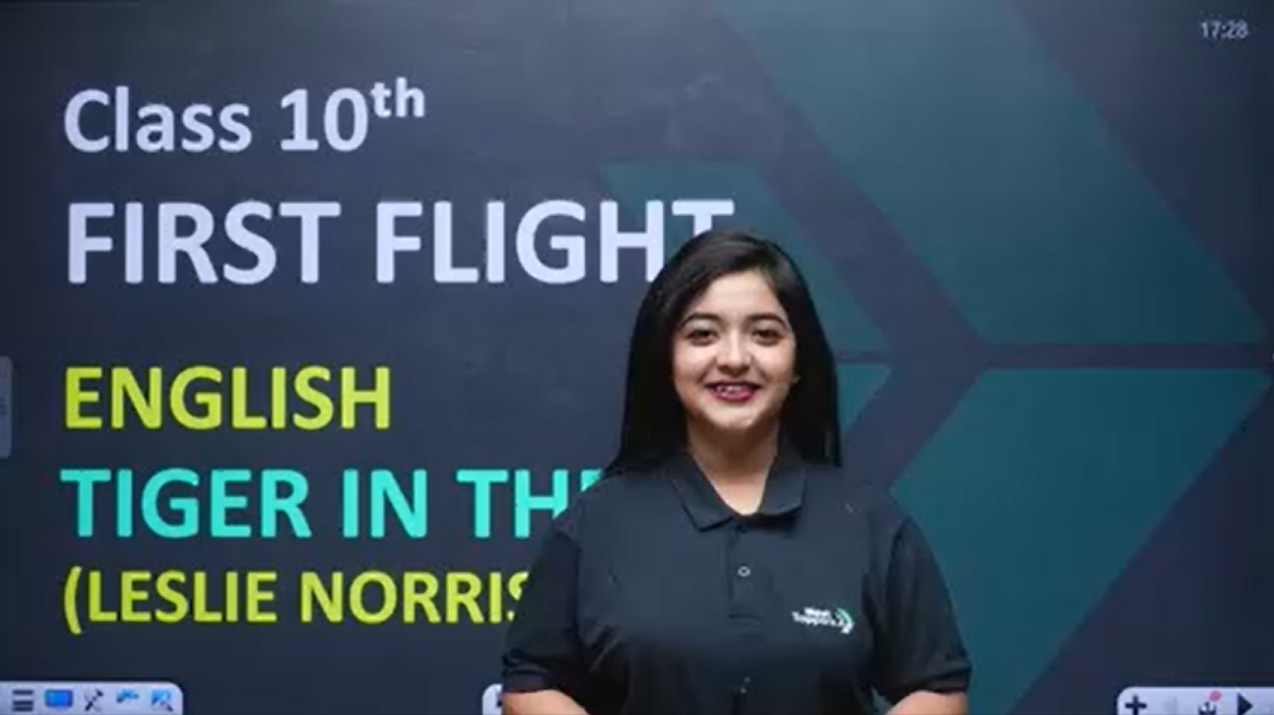 17:28
Class 10th
FIRST FLIGHT
ENGLISH
TIGER IN TH
(LESLIE NORRIS